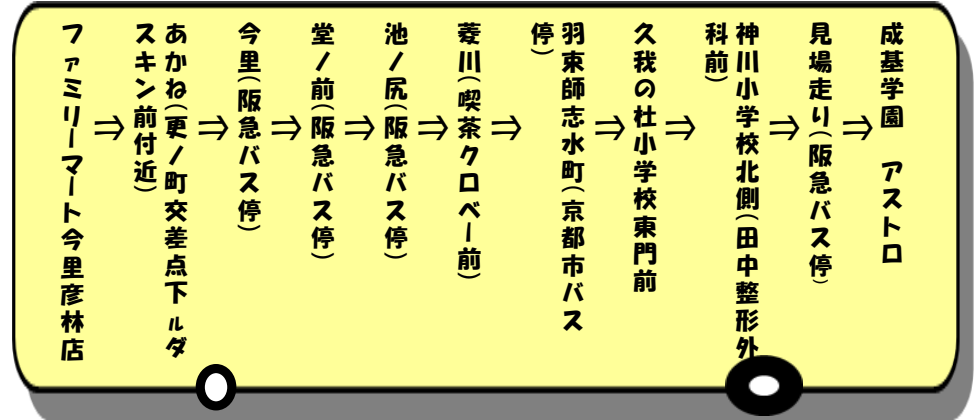 ファミリーマート今里彦林店
あかね(更ノ町交差点下ルダ
スキン前付近)
今里(阪急バス停)
堂ノ前(阪急バス停)
池ノ尻(阪急バス停)
菱川(喫茶クロベー前)
羽束師志水町(京都市バス
停)
久我の杜小学校東門前
神川小学校北側(田中整形外
科前)
見場走り(阪急バス停)
成基学園 アストロ